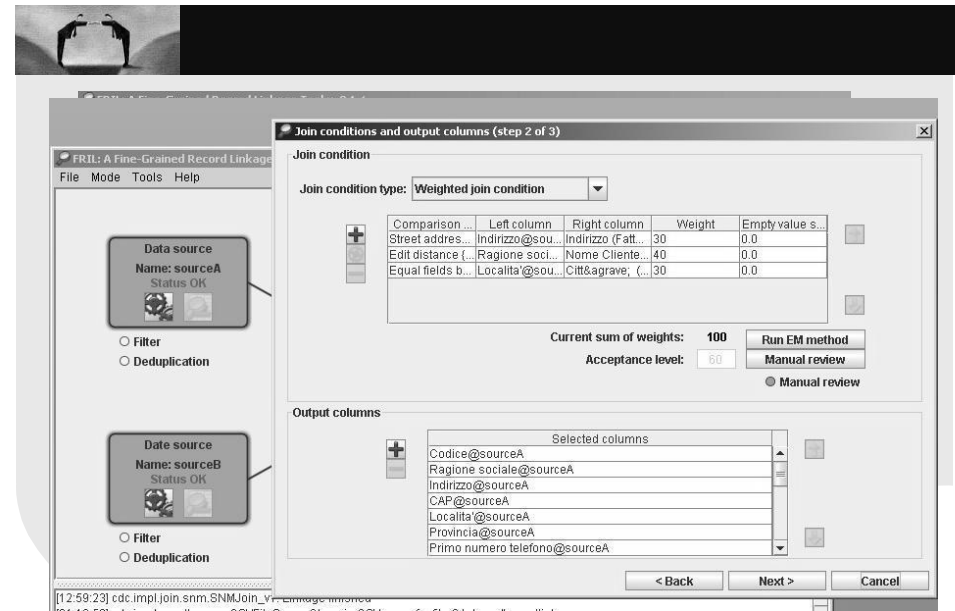 Join conditions and output columns (step 2 of 3)
FRIL: A Fine-Grained Record Linkage
File Mode Tools Help
Data source
Name: sourceA
Status OK
Filter
Deduplication
Date source
Name: sourceB
Status OK
Filter
Deduplication
Join condition
Join condition type: Weighted join condition
Comparison ... Left column Right column Weight Empty value s...
Street addres... Indirizzo@sou... Indirizzo (Fatt... 30 0.0
Edit distance {... Ragione soci... Nome Cliente... 40 0.0
Equal fields b... Localita'@sou... Citt&agrave; (... 30 0.0
Current sum of weights: 100 Run EM method
Acceptance level: 60 Manual review
Manual review
Output columns
Selected columns
Codice@sourceA
Ragione sociale@sourceA
Indirizzo@sourceA
CAP@sourceA
Localita'@sourceA
Provincia@sourceA
Primo numero telefono@sourceA
< Back Next > Cancel
[12:59:23] cdc.impl.join.snm.SNMJoin_v1: Linkage finished